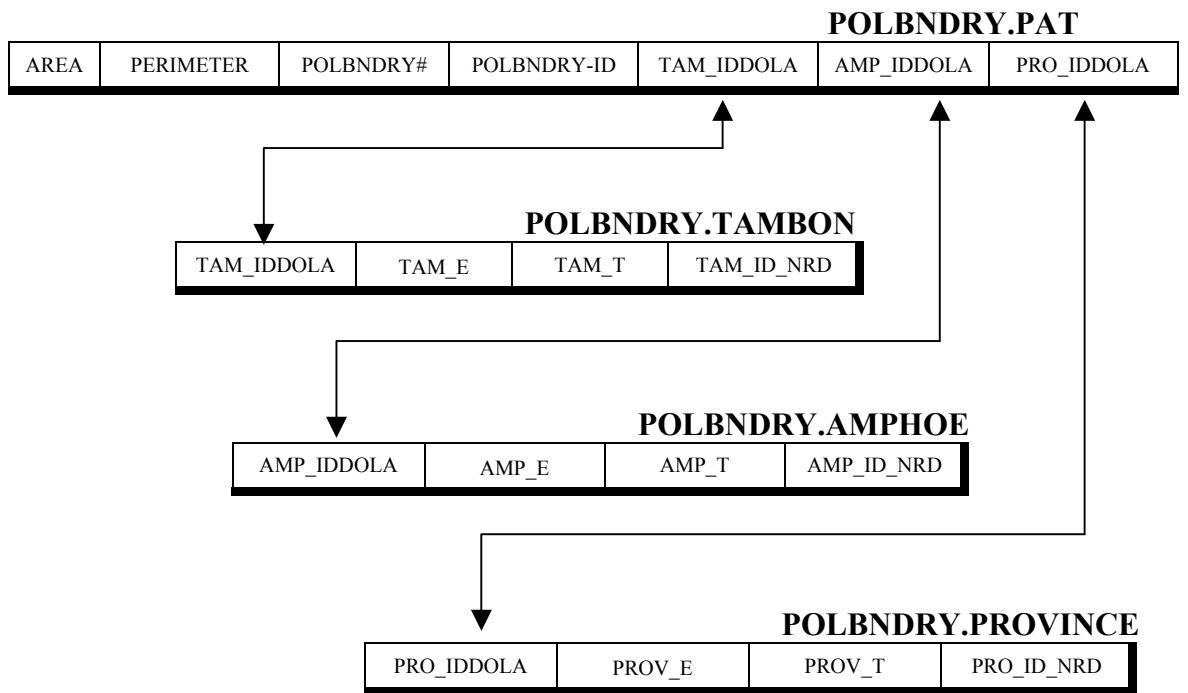 POLBNDRY.PAT
AREA PERIMETER POLBNDRY# POLBNDRY-ID TAM_IDDOLA AMP_IDDOLA PRO_IDDOLA
POLBNDRY.TAMBON
TAM_IDDOLA TAM_E TAM_T TAM_ID_NRD
POLBNDRY.AMPHOE
AMP_IDDOLA AMP_E AMP_T AMP_ID_NRD
POLBNDRY.PROVINCE
PRO_IDDOLA PROV_E PROV_T PRO_ID_NRD